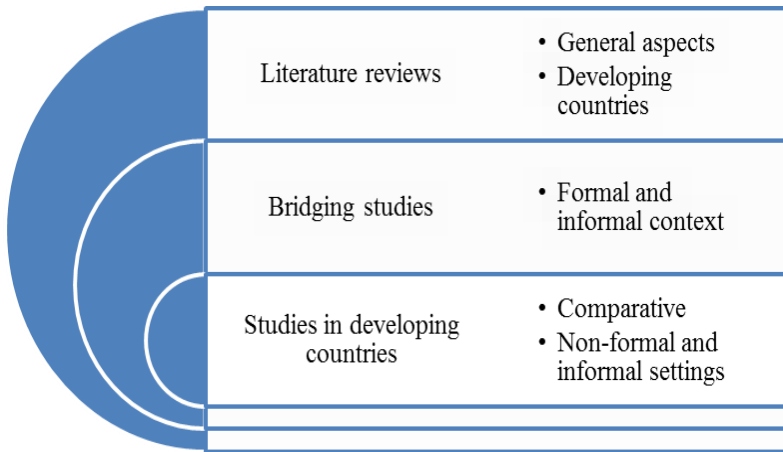 Literature reviews
• General aspects
• Developing
countries
Bridging studies
• Formal and
informal context
Studies in developing
countries
• Comparative
• Non-formal and
informal settings